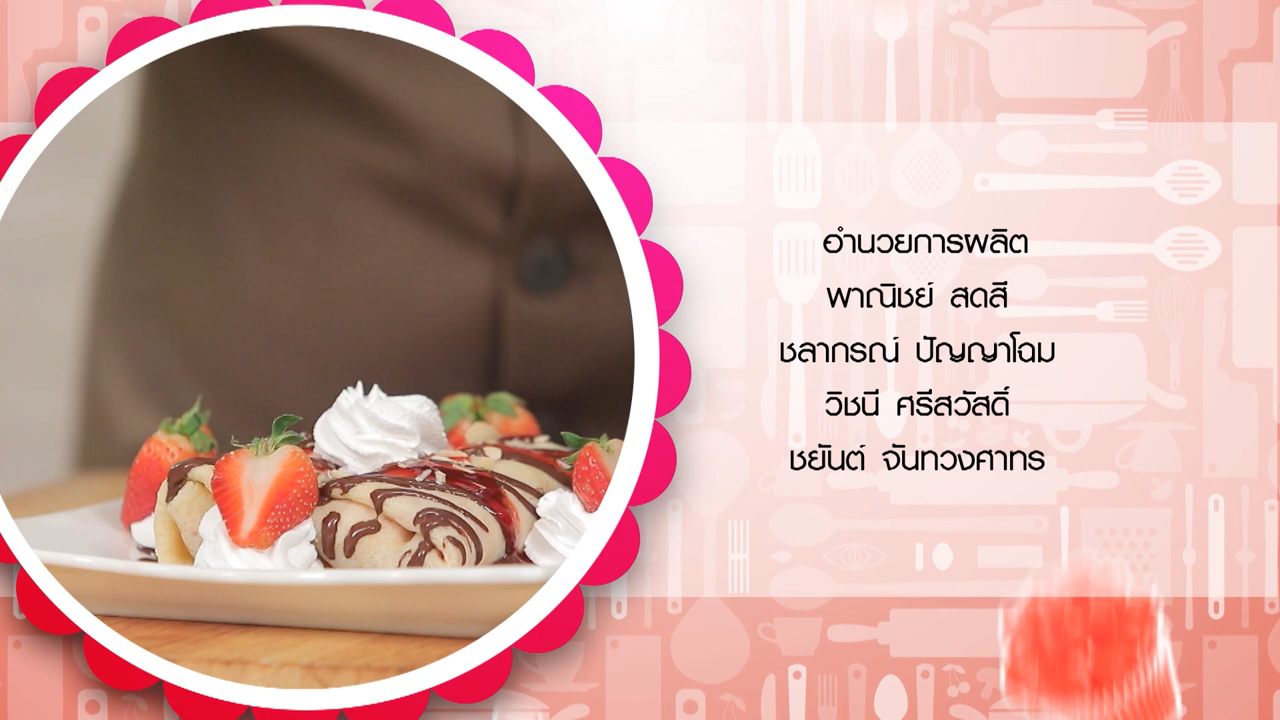 อำนวยการผลิต
พาณิชย์ สดสี
ชลากรณ์ ปัญญาโฉม
วิชนี ศรีสวัสดิ์
ชยันต์ จันทวงศาทร